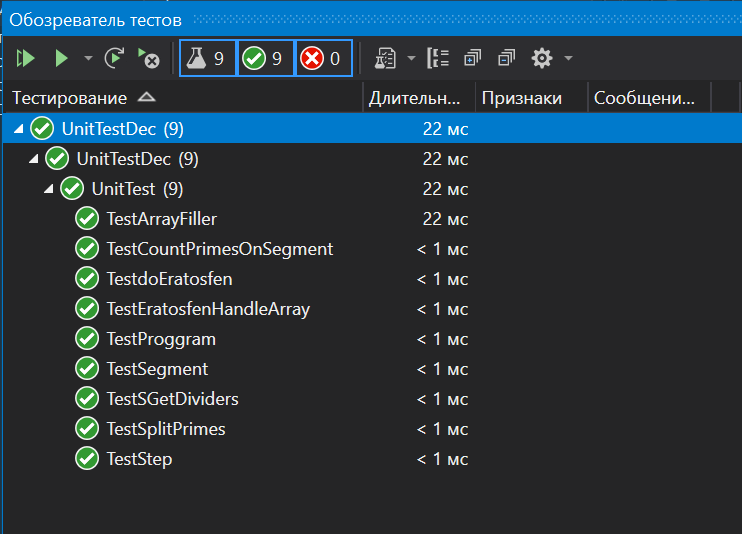 Обозреватель тестов
9 9 0
Тестирование Длительн... Признаки Сообщени...
UnitTestDec (9) 22 мс
UnitTestDec (9) 22 мс
UnitTest (9) 22 мс
TestArrayFiller 22 мс
TestCountPrimesOnSegment < 1 мс
TestdoEratosfen < 1 мс
TestEratosfenHandleArray < 1 мс
TestProggram < 1 мс
TestSegment < 1 мс
TestSGetDividers < 1 мс
TestSplitPrimes < 1 мс
TestStep < 1 мс